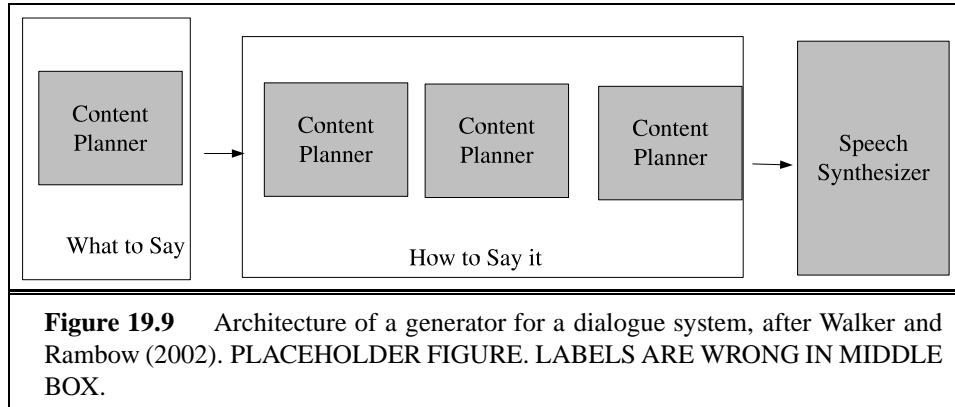 Content
Planner
What to Say
Content
Planner
Content
Planner
Content
Planner
How to Say it
Speech
Synthesizer
Figure 19.9 Architecture of a generator for a dialogue system, after Walker and
Rambow (2002). PLACEHOLDER FIGURE. LABELS ARE WRONG IN MIDDLE
BOX.